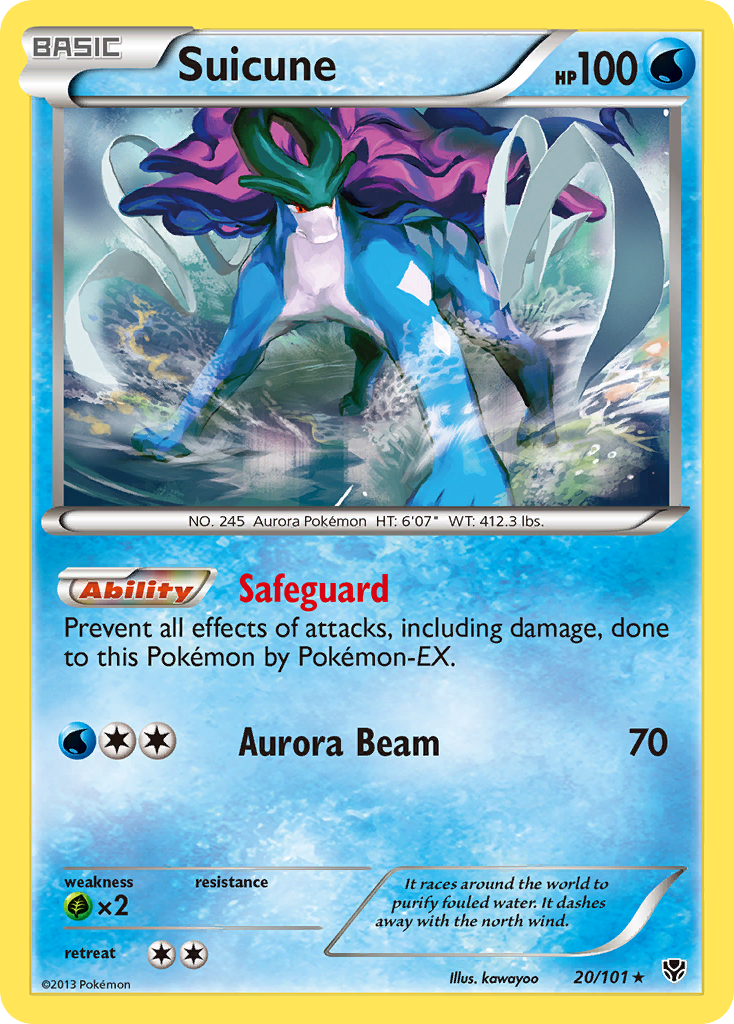 BASIC
Suicune
HP100
NO. 245 Aurora Pokémon HT: 6'07" WT: 412.3 lbs.
Ability Safeguard
Prevent all effects of attacks, including damage, done
to this Pokémon by Pokémon-EX.
Aurora Beam 70
weakness resistance
×2
It races around the world to
purify fouled water. It dashes
away with the north wind.
retreat
©2013 Pokémon
Illus. kawayoo
20/101 ★